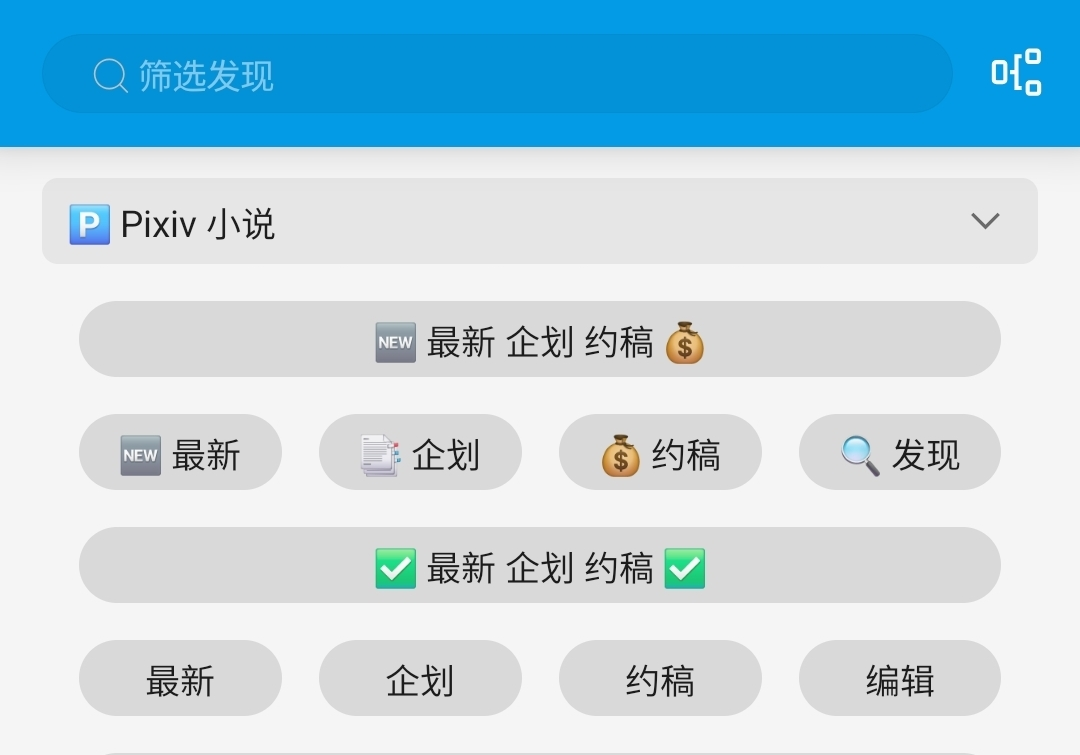 筛选发现
🅿️ Pixiv 小说
🆕 最新 企划 约稿 💰
🆕 最新 📑 企划 💰 约稿 🔍 发现
✅ 最新 企划 约稿 ✅
最新 企划 约稿 编辑